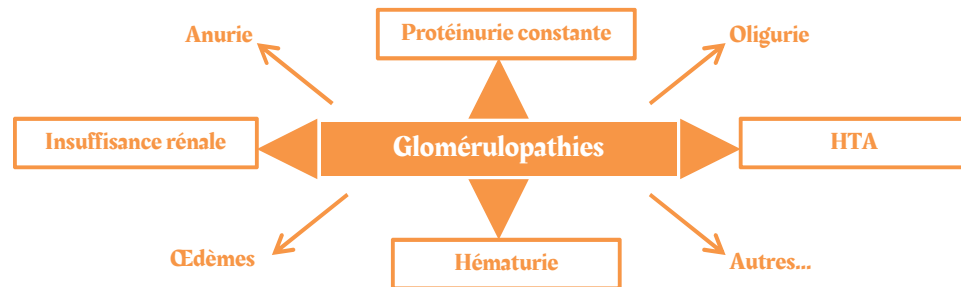 Anurie
Protéinurie constante
Oligurie
Insuffisance rénale
Glomérulopathies
HTA
Œdèmes
Hématurie
Autres...